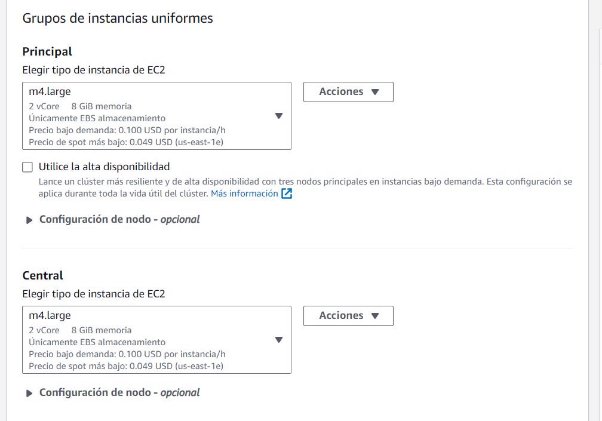 Grupos de instancias uniformes
Principal
Elegir tipo de instancia de EC2
m4.large
2 vCore 8 GiB memoria
Únicamente EBS almacenamiento
Precio bajo demanda: 0.100 USD por instancia/h
Precio de spot más bajo: 0.049 USD (us-east-1e)
Acciones
Utilice la alta disponibilidad
Lance un clúster más resiliente y de alta disponibilidad con tres nodos principales en instancias bajo demanda. Esta configuración se
aplica durante toda la vida útil del clúster. Más información
Configuración de nodo - opcional
Central
Elegir tipo de instancia de EC2
m4.large
2 vCore 8 GiB memoria
Únicamente EBS almacenamiento
Precio bajo demanda: 0.100 USD por instancia/h
Precio de spot más bajo: 0.049 USD (us-east-1e)
Acciones
Configuración de nodo - opcional